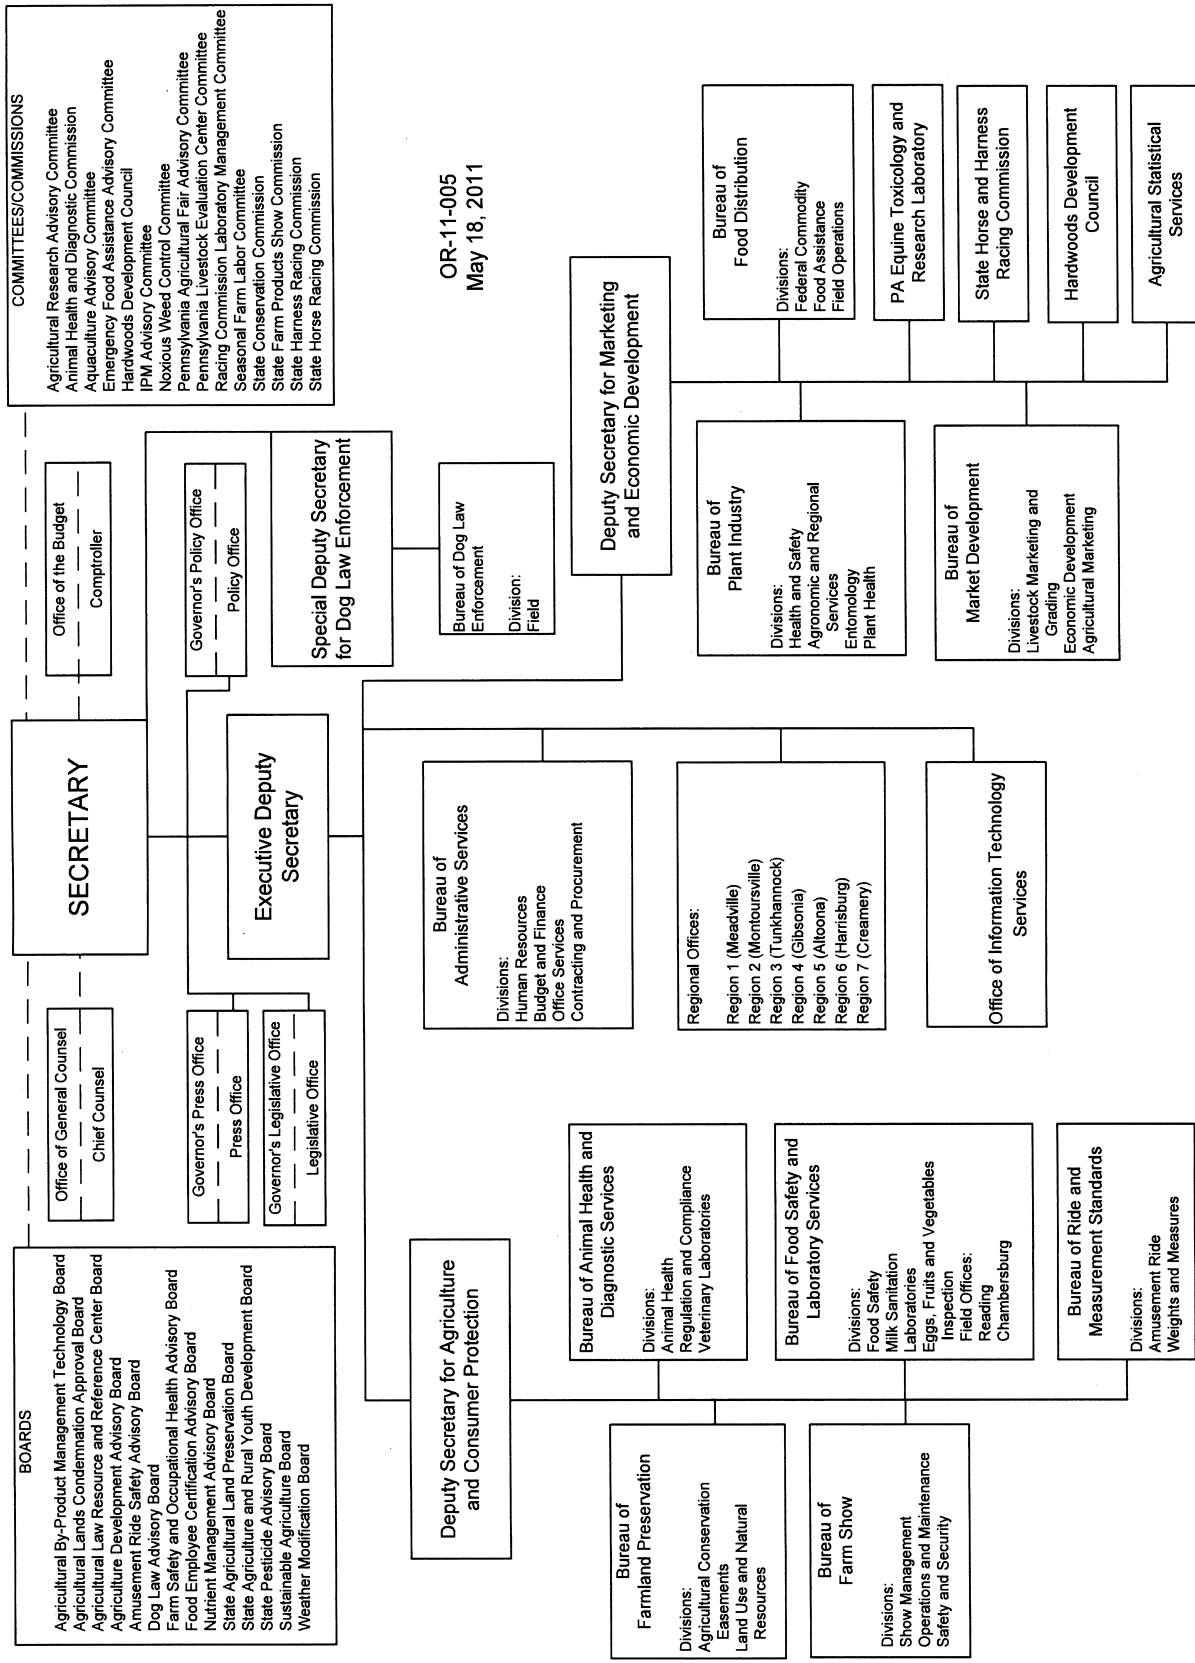 BOARDS
Agricultural By-Product Management Technology Board
Agricultural Lands Condemnation Approval Board
Agricultural Law Resource and Reference Center Board
Agriculture Development Advisory Board
Amusement Ride Safety Advisory Board
Dog Law Advisory Board
Farm Safety and Occupational Health Advisory Board
Food Employee Certification Advisory Board
Nutrient Management Advisory Board
State Agricultural Land Preservation Board
State Agriculture and Rural Youth Development Board
State Pesticide Advisory Board
Sustainable Agriculture Board
Weather Modification Board
Office of General Counsel
Chief Counsel
SECRETARY
Office of the Budget
Comptroller
COMMITTEES/COMMISSIONS
Agricultural Research Advisory Committee
Animal Health and Diagnostic Commission
Aquaculture Advisory Committee
Emergency Food Assistance Advisory Committee
Hardwoods Development Council
IPM Advisory Committee
Noxious Weed Control Committee
Pennsylvania Agricultural Fair Advisory Committee
Pennsylvania Livestock Evaluation Center Committee
Racing Commission Laboratory Management Committee
Seasonal Farm Labor Committee
State Conservation Commission
State Farm Products Show Commission
State Harness Racing Commission
State Horse Racing Commission
Governor's Press Office
Press Office
Governor's Legislative Office
Legislative Office
Governor's Policy Office
Policy Office
Executive Deputy
Secretary
Special Deputy Secretary
for Dog Law Enforcement
Bureau of Dog Law
Enforcement
Division:
Field
OR-11-005
May 18, 2011
Deputy Secretary for Agriculture
and Consumer Protection
Bureau of
Farmland Preservation
Divisions:
Agricultural Conservation
Easements
Land Use and Natural
Resources
Bureau of Animal Health and
Diagnostic Services
Divisions:
Animal Health
Regulation and Compliance
Veterinary Laboratories
Bureau of
Farm Show
Divisions:
Show Management
Operations and Maintenance
Safety and Security
Bureau of Food Safety and
Laboratory Services
Divisions:
Food Safety
Milk Sanitation
Laboratories
Eggs, Fruits and Vegetables
Inspection
Field Offices:
Reading
Chambersburg
Bureau of Ride and
Measurement Standards
Divisions:
Amusement Ride
Weights and Measures
Bureau of
Administrative Services
Divisions:
Human Resources
Budget and Finance
Office Services
Contracting and Procurement
Regional Offices:
Region 1 (Meadville)
Region 2 (Montoursville)
Region 3 (Tunkhannock)
Region 4 (Gibsonia)
Region 5 (Altoona)
Region 6 (Harrisburg)
Region 7 (Creamery)
Office of Information Technology
Services
Deputy Secretary for Marketing
and Economic Development
Bureau of
Plant Industry
Divisions:
Health and Safety
Agronomic and Regional
Services
Entomology
Plant Health
Bureau of
Food Distribution
Divisions:
Federal Commodity
Food Assistance
Field Operations
PA Equine Toxicology and
Research Laboratory
Bureau of
Market Development
Divisions:
Livestock Marketing and
Grading
Economic Development
Agricultural Marketing
State Horse and Harness
Racing Commission
Hardwoods Development
Council
Agricultural Statistical
Services